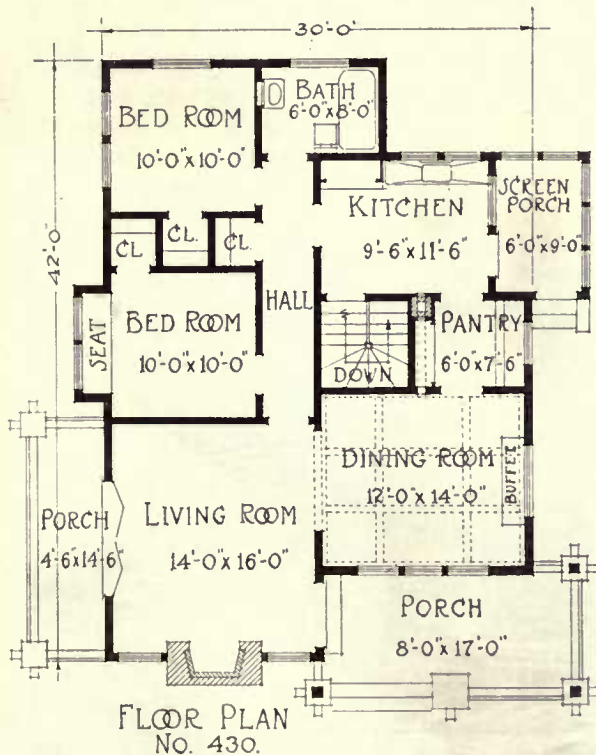 30'-0"
BATH
6'-0"x8'-0"
BED ROOM
10'-0"x10'-0"
42'-0"
SCREEN
PORCH
6'-0"x9'-0"
KITCHEN
9'-6"x11'-6"
CL.
CL.
CL.
HALL
BED ROOM
10'-0"x10'-0"
SEAT
PANTRY
6'-0"x7'-6"
DOWN
DINING ROOM
12'-0"x14'-0"
BUFFET
PORCH
4'-6"x14'-6"
LIVING ROOM
14'-0"x16'-0"
PORCH
8'-0"x17'-0"
FLOOR PLAN
No. 430.